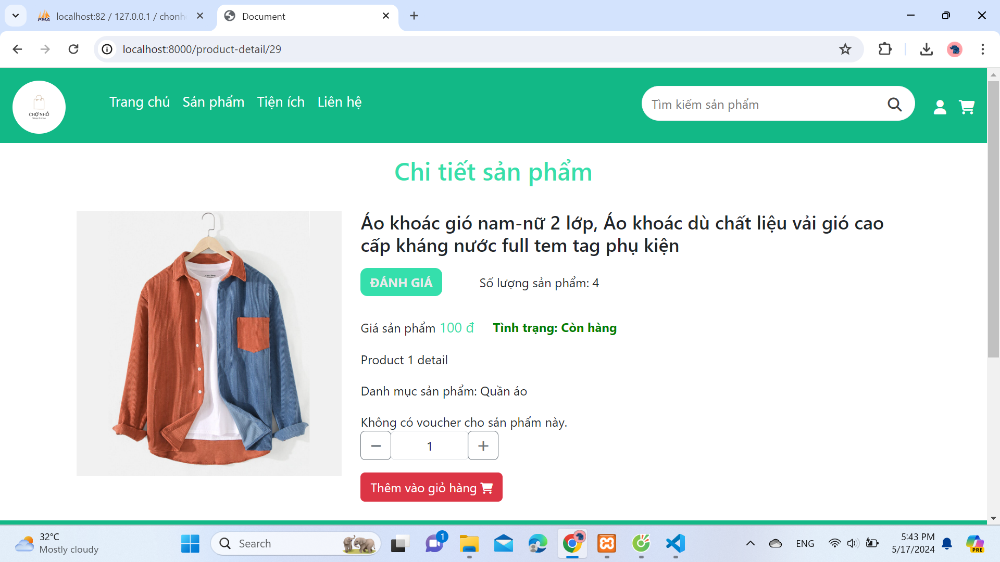 PMA localhost:82 / 127.0.0.1 / chonh
Document
localhost:8000/product-detail/29
CHỢ NHỎ
Shop Online
Trang chủ Sản phẩm Tiện ích Liên hệ
Tìm kiếm sản phẩm
Chi tiết sản phẩm
Áo khoác gió nam-nữ 2 lớp, Áo khoác dù chất liệu vải gió cao
cấp kháng nước full tem tag phụ kiện
ĐÁNH GIÁ Số lượng sản phẩm: 4
Giá sản phẩm 100 đ Tình trạng: Còn hàng
Product 1 detail
Danh mục sản phẩm: Quần áo
Không có voucher cho sản phẩm này.
1
Thêm vào giỏ hàng
32°C
Mostly cloudy
Search
1
ENG
5:43 PM
5/17/2024
PRE